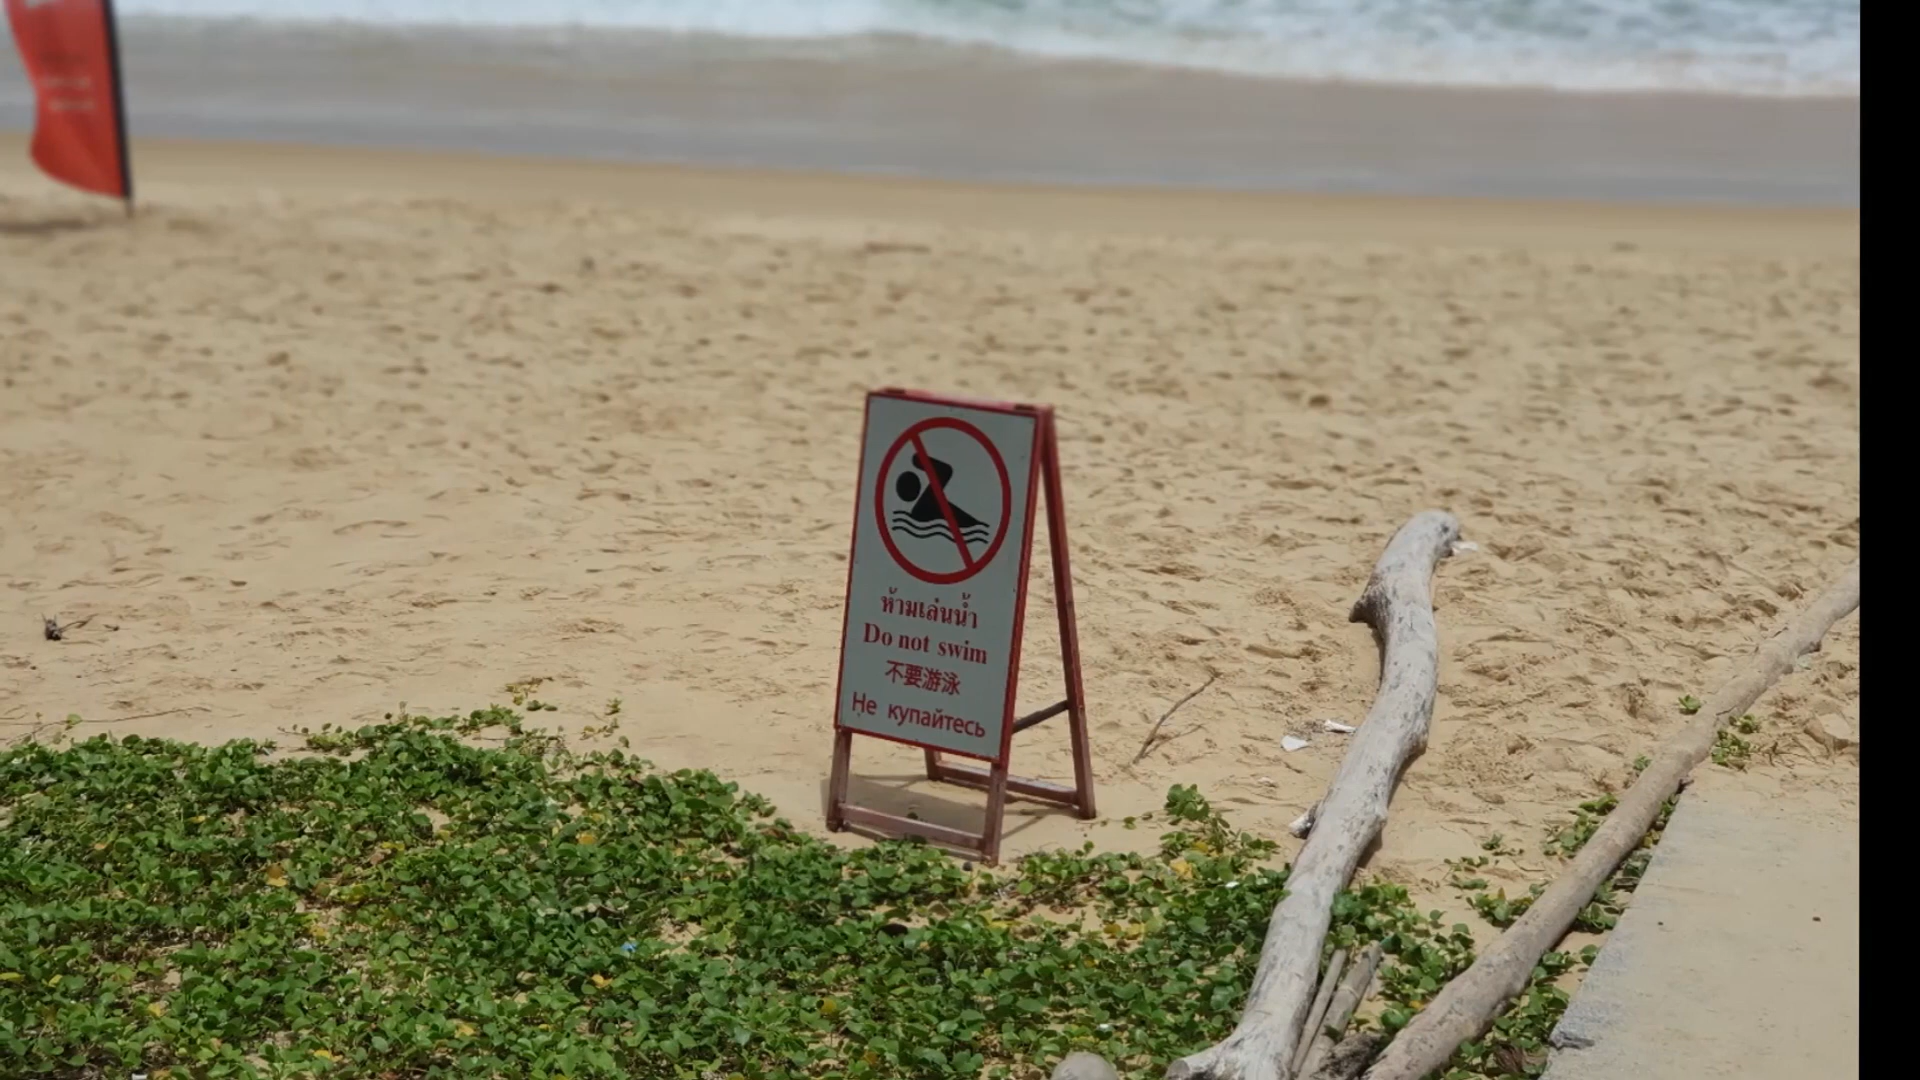 ห้ามเล่นน้ำ
Do not swim
不要游泳
Не купайтесь